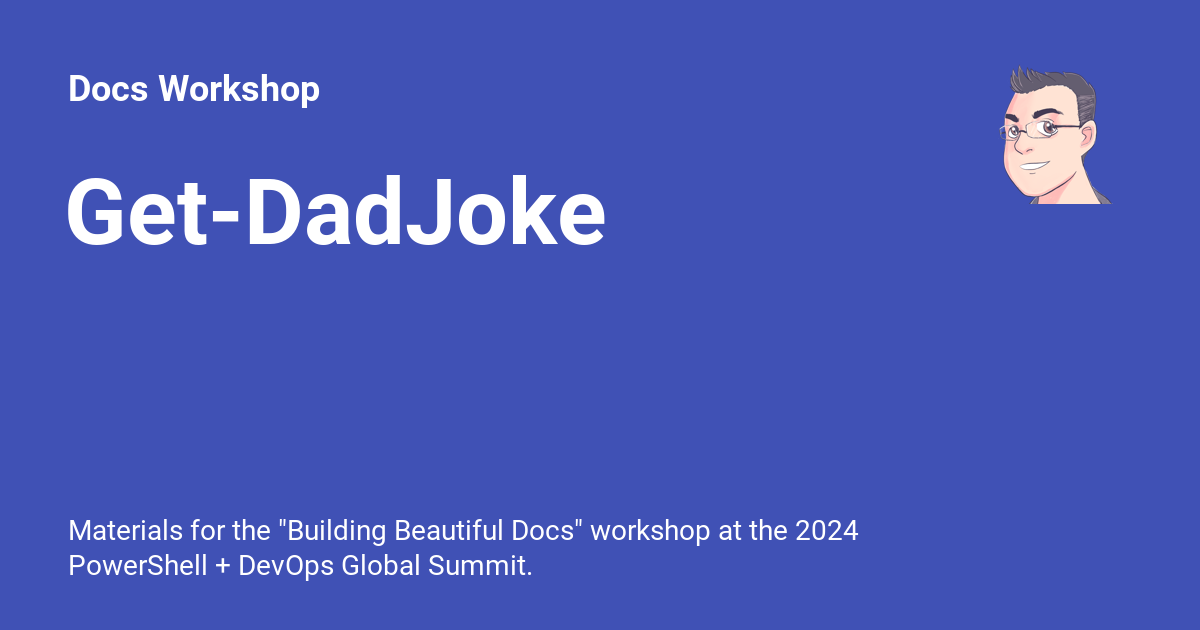 Docs Workshop
Get-DadJoke
Materials for the "Building Beautiful Docs" workshop at the 2024
PowerShell + DevOps Global Summit.